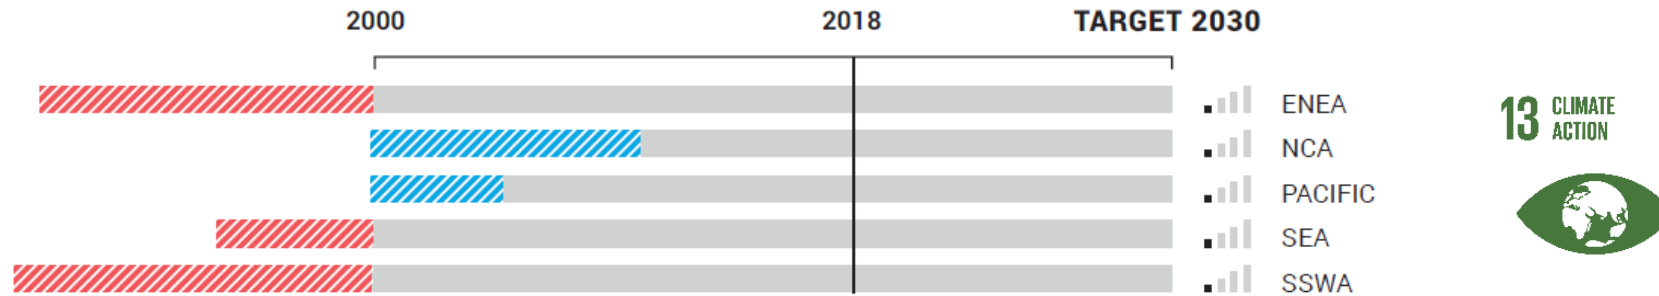 2000 2018 TARGET 2030
ENEA
NCA
PACIFIC
SEA
SSWA
13 CLIMATE
ACTION